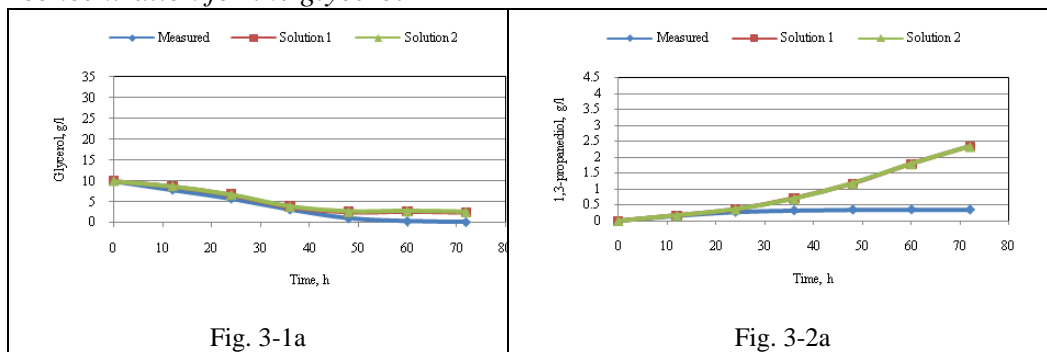 for the glycerol
Measured Solution 1 Solution 2
35
30
25
20
15
10
5
0
Glycerol, g/l
0 10 20 30 40 50 60 70 80
Time, h
Fig. 3-1a
Measured Solution 1 Solution 2
4.5
4
3.5
3
2.5
2
1.5
1
0.5
0
1,3-propanediol, g/l
0 10 20 30 40 50 60 70 80
Time, h
Fig. 3-2a